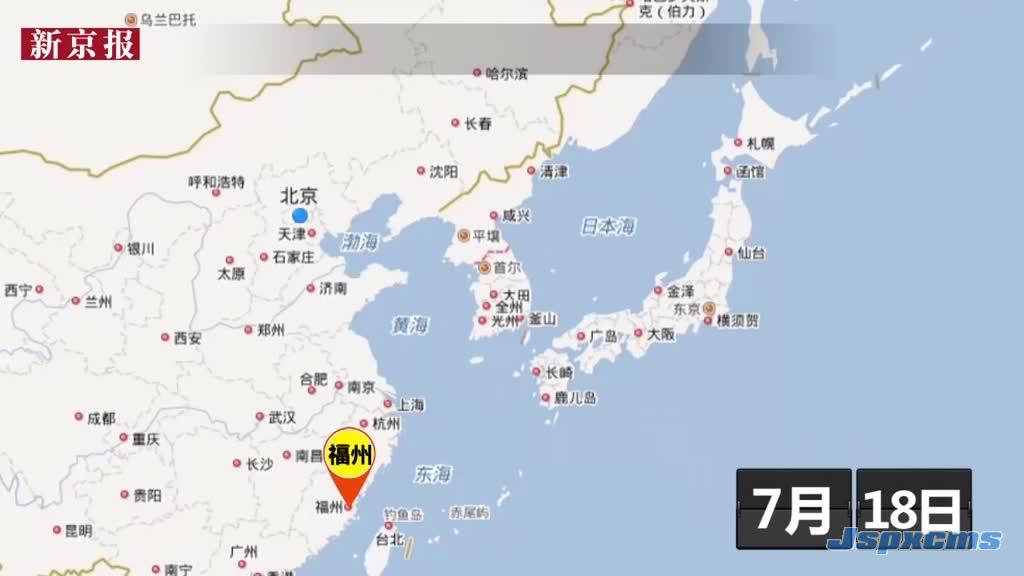 乌兰巴托
克（伯力）
新京报
哈尔滨
长春
札幌
沈阳
清津
函馆
呼和浩特
北京
咸兴
日本海
天津
渤海
平壤
银川
石家庄
仙台
太原
首尔
西宁
济南
大田
金泽
兰州
全州
东京
光州
釜山
横须贺
黄海
郑州
大阪
西安
广岛
合肥
南京
长崎
上海
鹿儿岛
成都
武汉
杭州
重庆
福州
南昌
长沙
东海
贵阳
7月
18日
福州
钓鱼岛
赤尾屿
昆明
台北
Jspxcms
广州
南宁
香港